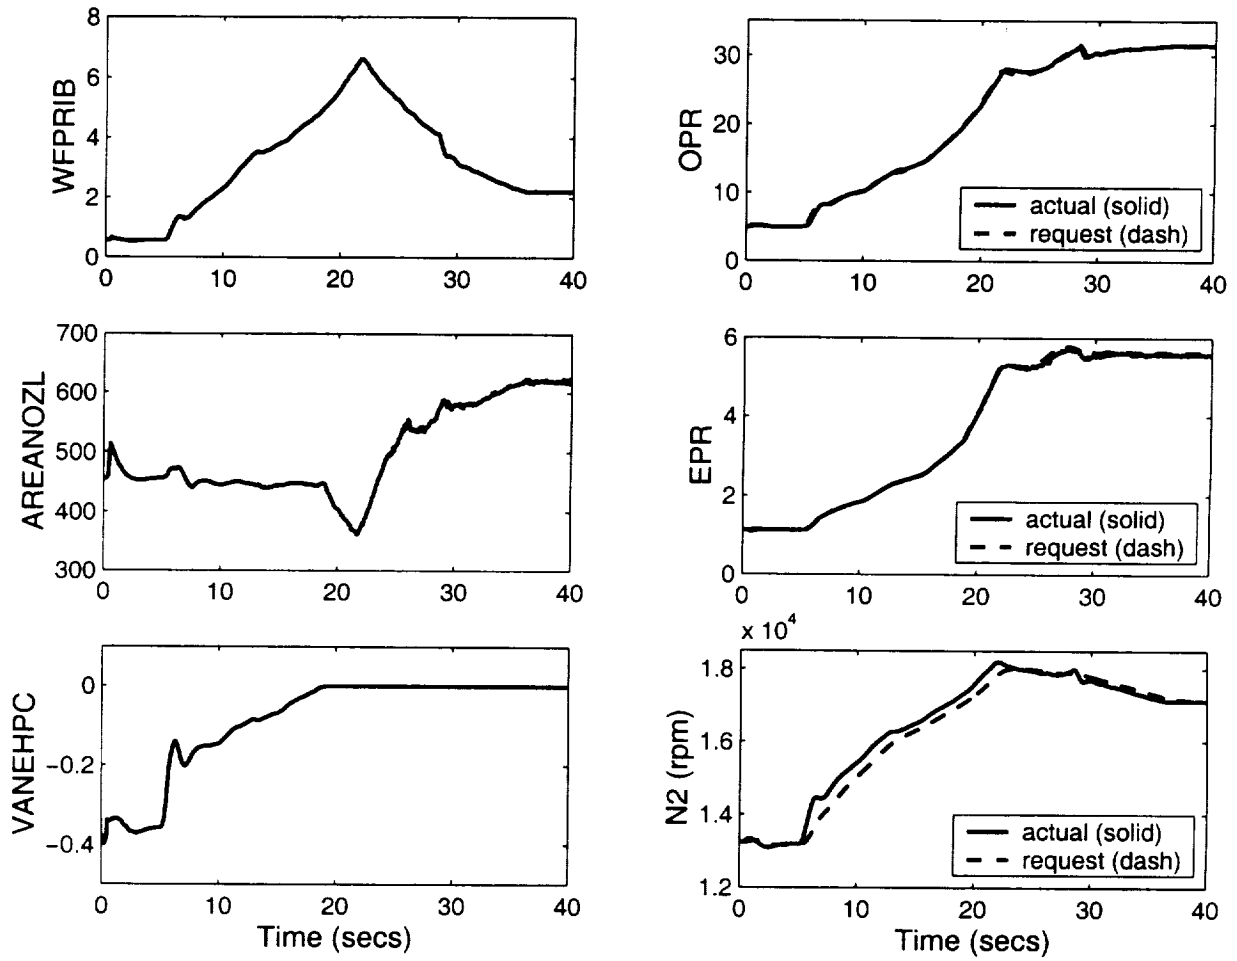 WFPRIB
8
6
4
2
0
0 10 20 30 40
OPR
30
20
10
0
0 10 20 30 40
actual (solid)
request (dash)
AREANOZL
700
600
500
400
300
0 10 20 30 40
EPR
6
4
2
0
0 10 20 30 40
actual (solid)
request (dash)
VANEHPC
0
−0.2
−0.4
0 10 20 30 40
Time (secs)
x 10^4
N2 (rpm)
1.8
1.6
1.4
1.2
0 10 20 30 40
actual (solid)
request (dash)
Time (secs)